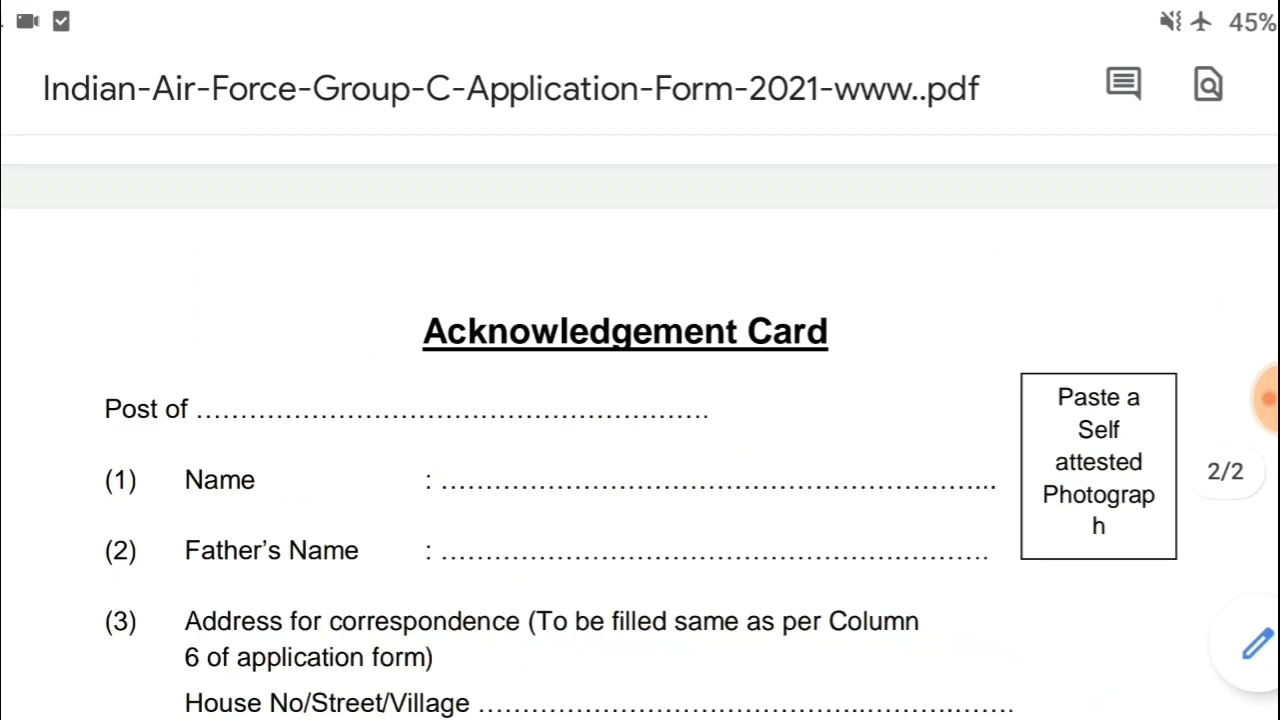 45%
Indian-Air-Force-Group-C-Application-Form-2021-www..pdf
Acknowledgement Card
Post of ……………………………………………………
Paste a
Self
attested
Photograp
h
(1) Name : ……………………………………………………...
2/2
(2) Father’s Name : …………………………………………………….
(3) Address for correspondence (To be filled same as per Column
6 of application form)
House No/Street/Village ……………………………………..……….…….